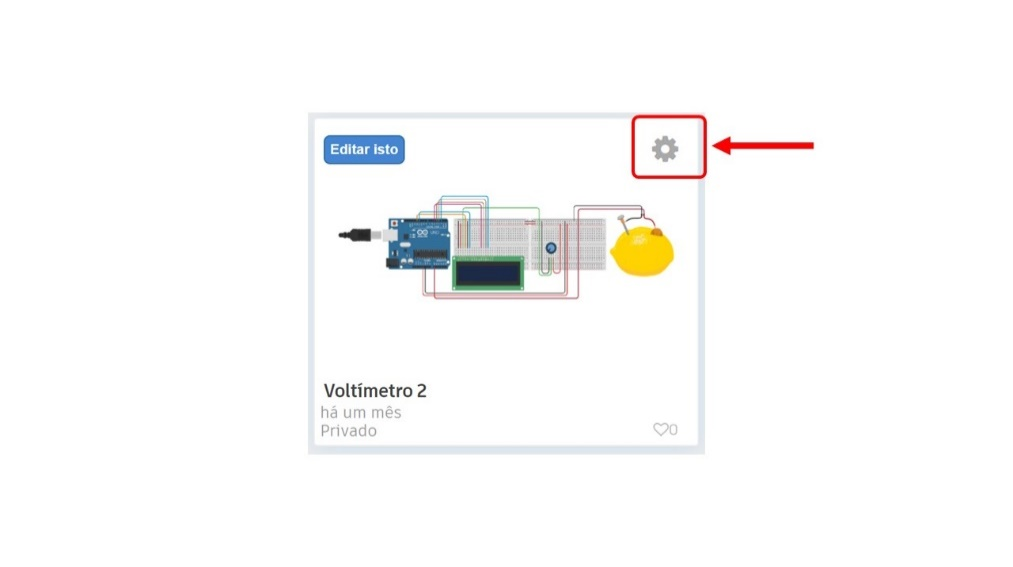 Editar isto
Voltímetro 2
há um mês
Privado
0